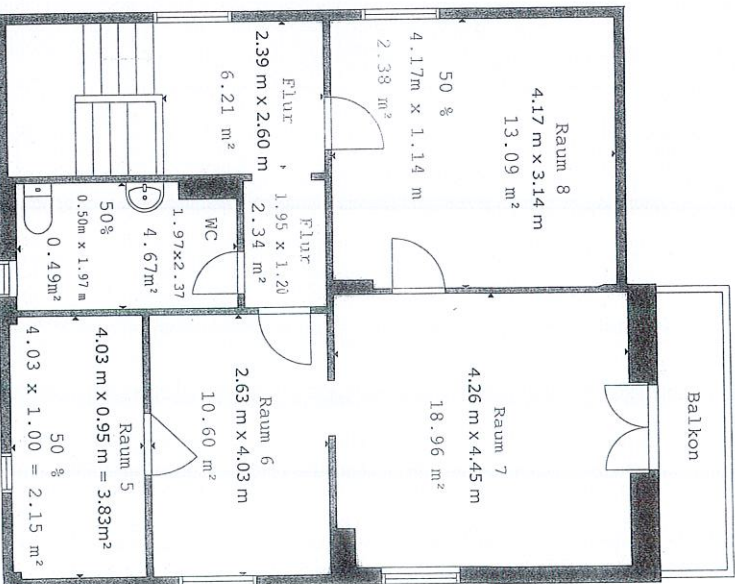 Balkon
Raum 8
4.17 m x 3.14 m
13.09 m²
50 %
4.17m x 1.14 m
2.38 m²
Raum 7
4.26 m x 4.45 m
18.96 m²
Flur
2.39 m x 2.60 m
6.21 m²
Flur
1.95 x 1.20
2.34 m²
WC
1.97x2.37
4.67m²
50%
0.50m x 1.97 m
0.49m²
Raum 6
2.63 m x 4.03 m
10.60 m²
Raum 5
4.03 m x 0.95 m = 3.83m²
50 %
4.03 x 1.00 = 2.15 m²